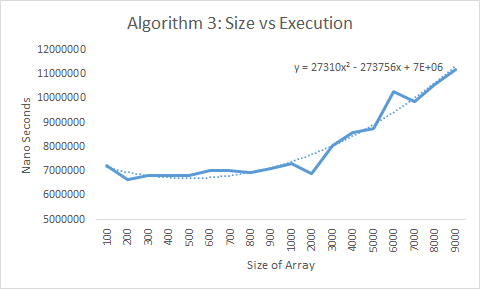 Algorithm 3: Size vs Execution
y = 27310x² - 273756x + 7E+06
Nano Seconds
12000000
11000000
10000000
9000000
8000000
7000000
6000000
5000000
100 200 300 400 500 600 700 800 900 1000 2000 3000 4000 5000 6000 7000 8000 9000
Size of Array